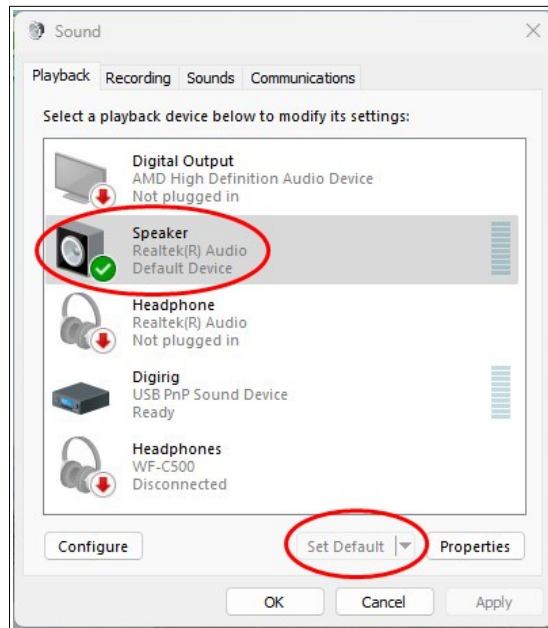 Sound
Playback Recording Sounds Communications
Select a playback device below to modify its settings:
Digital Output
AMD High Definition Audio Device
Not plugged in
Speaker
Realtek(R) Audio
Default Device
Headphone
Realtek(R) Audio
Not plugged in
Digirig
USB PnP Sound Device
Ready
Headphones
WF-C500
Disconnected
Configure Set Default Properties
OK Cancel Apply